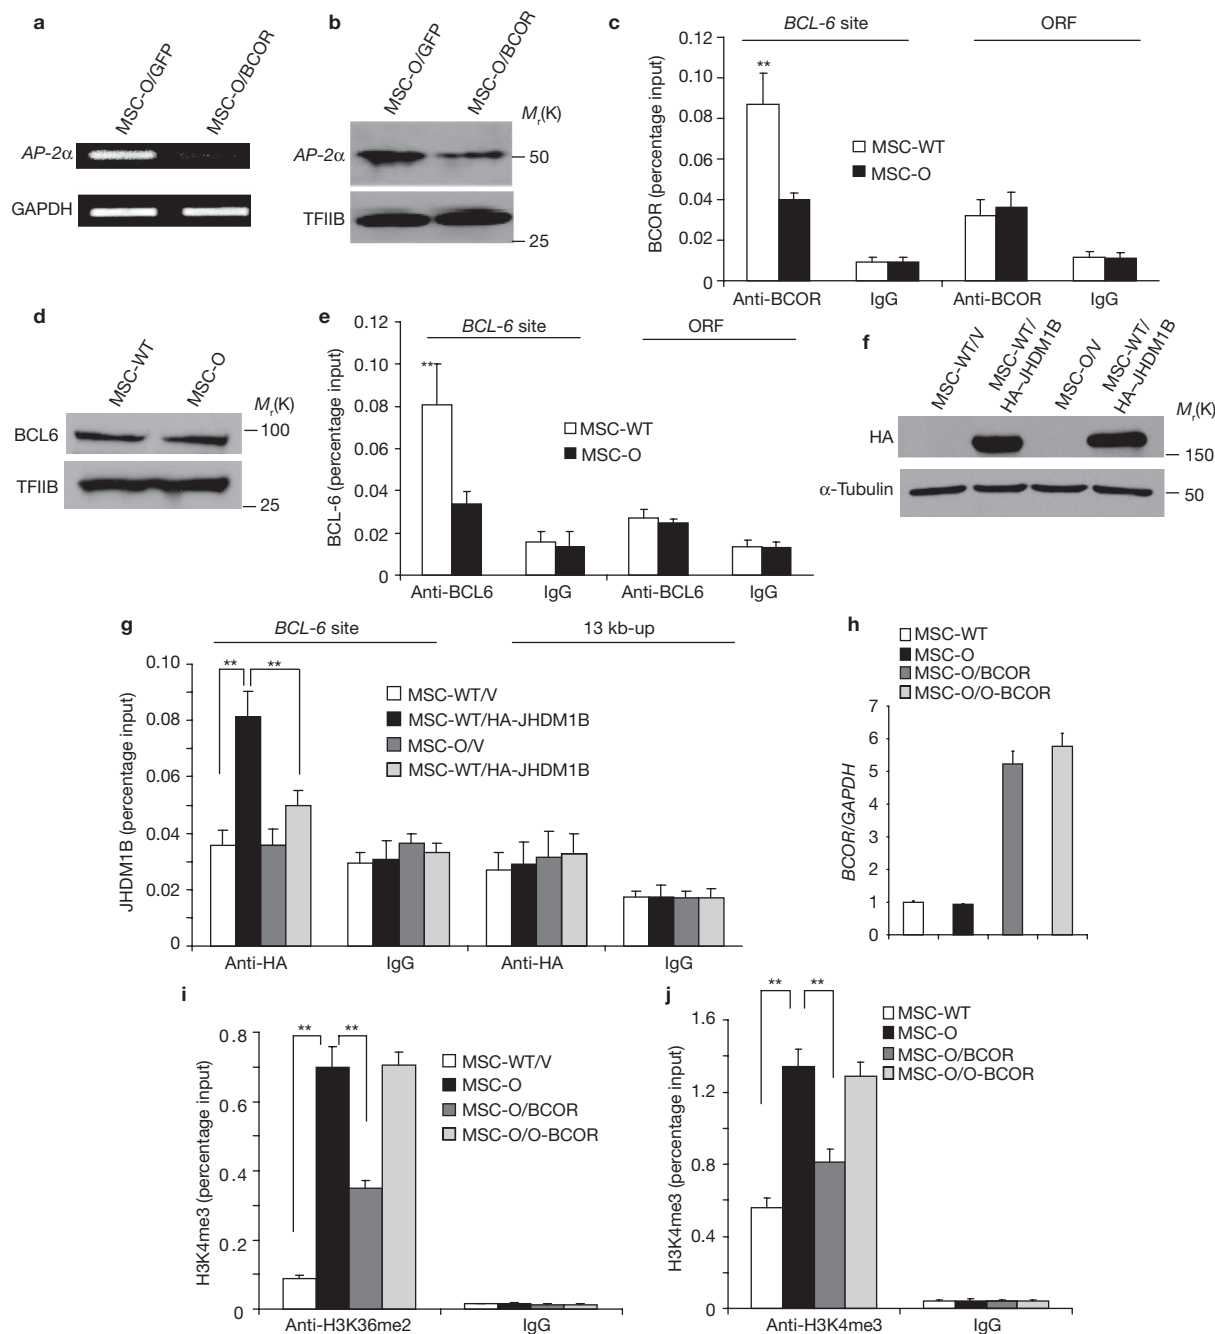 a
MSC-O/GFP
MSC-O/BCOR
AP-2α
GAPDH
b
MSC-O/GFP
MSC-O/BCOR
Mr(K)
AP-2α
50
TFIIB
25
c
BCL-6 site
ORF
0.12
0.10
0.08
0.06
0.04
0.02
0
BCOR (percentage input)
**
MSC-WT
MSC-O
Anti-BCOR
IgG
Anti-BCOR
IgG
d
MSC-WT
MSC-O
Mr(K)
BCL6
100
TFIIB
25
e
BCL-6 site
ORF
0.12
0.10
0.08
0.06
0.04
0.02
0
BCL-6 (percentage input)
**
MSC-WT
MSC-O
Anti-BCL6
IgG
Anti-BCL6
IgG
f
MSC-WT/V
MSC-WT/
HA–JHDM1B
MSC-O/V
MSC-WT/
HA–JHDM1B
Mr(K)
HA
150
α-Tubulin
50
g
BCL-6 site
13 kb-up
0.10
0.08
0.06
0.04
0.02
0
JHDM1B (percentage input)
**
**
MSC-WT/V
MSC-WT/HA-JHDM1B
MSC-O/V
MSC-WT/HA-JHDM1B
Anti-HA
IgG
Anti-HA
IgG
h
MSC-WT
MSC-O
MSC-O/BCOR
MSC-O/O-BCOR
7
6
5
4
3
2
1
0
BCOR/GAPDH
i
0.8
0.6
0.4
0.2
0
H3K4me3 (percentage input)
**
**
MSC-WT/V
MSC-O
MSC-O/BCOR
MSC-O/O-BCOR
Anti-H3K36me2
IgG
j
1.6
1.2
0.8
0.4
0
H3K4me3 (percentage input)
**
**
MSC-WT
MSC-O
MSC-O/BCOR
MSC-O/O-BCOR
Anti-H3K4me3
IgG